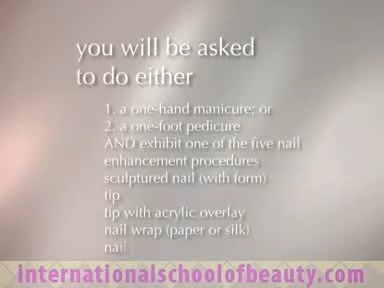 you will be asked
to do either
1. a one-hand manicure; or
2. a one-foot pedicure
AND exhibit one of the five nail
enhancement procedures
sculptured nail (with form)
tip
tip with acrylic overlay
nail wrap (paper or silk)
nail
internationalschoolofbeauty.com